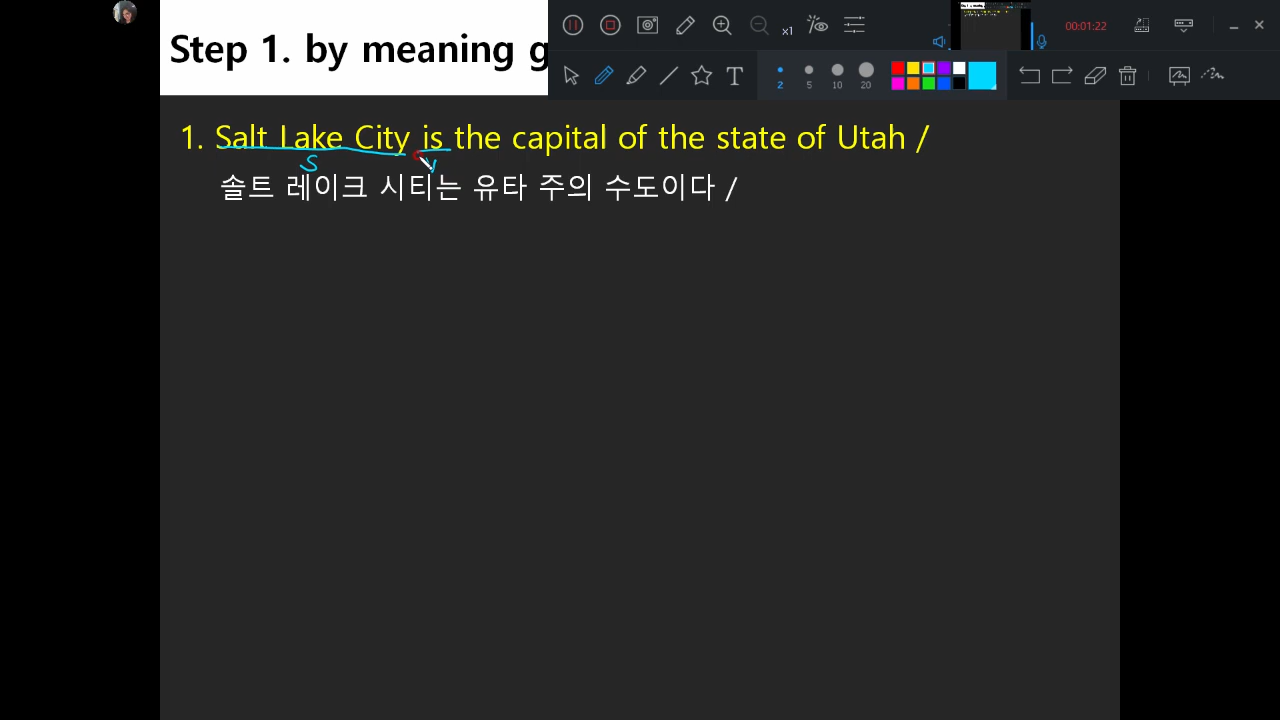 Step 1. by meaning g
x1
00:01:22
T
2 5 10 20
1. Salt Lake City is the capital of the state of Utah /
S v
솔트 레이크 시티는 유타 주의 수도이다 /